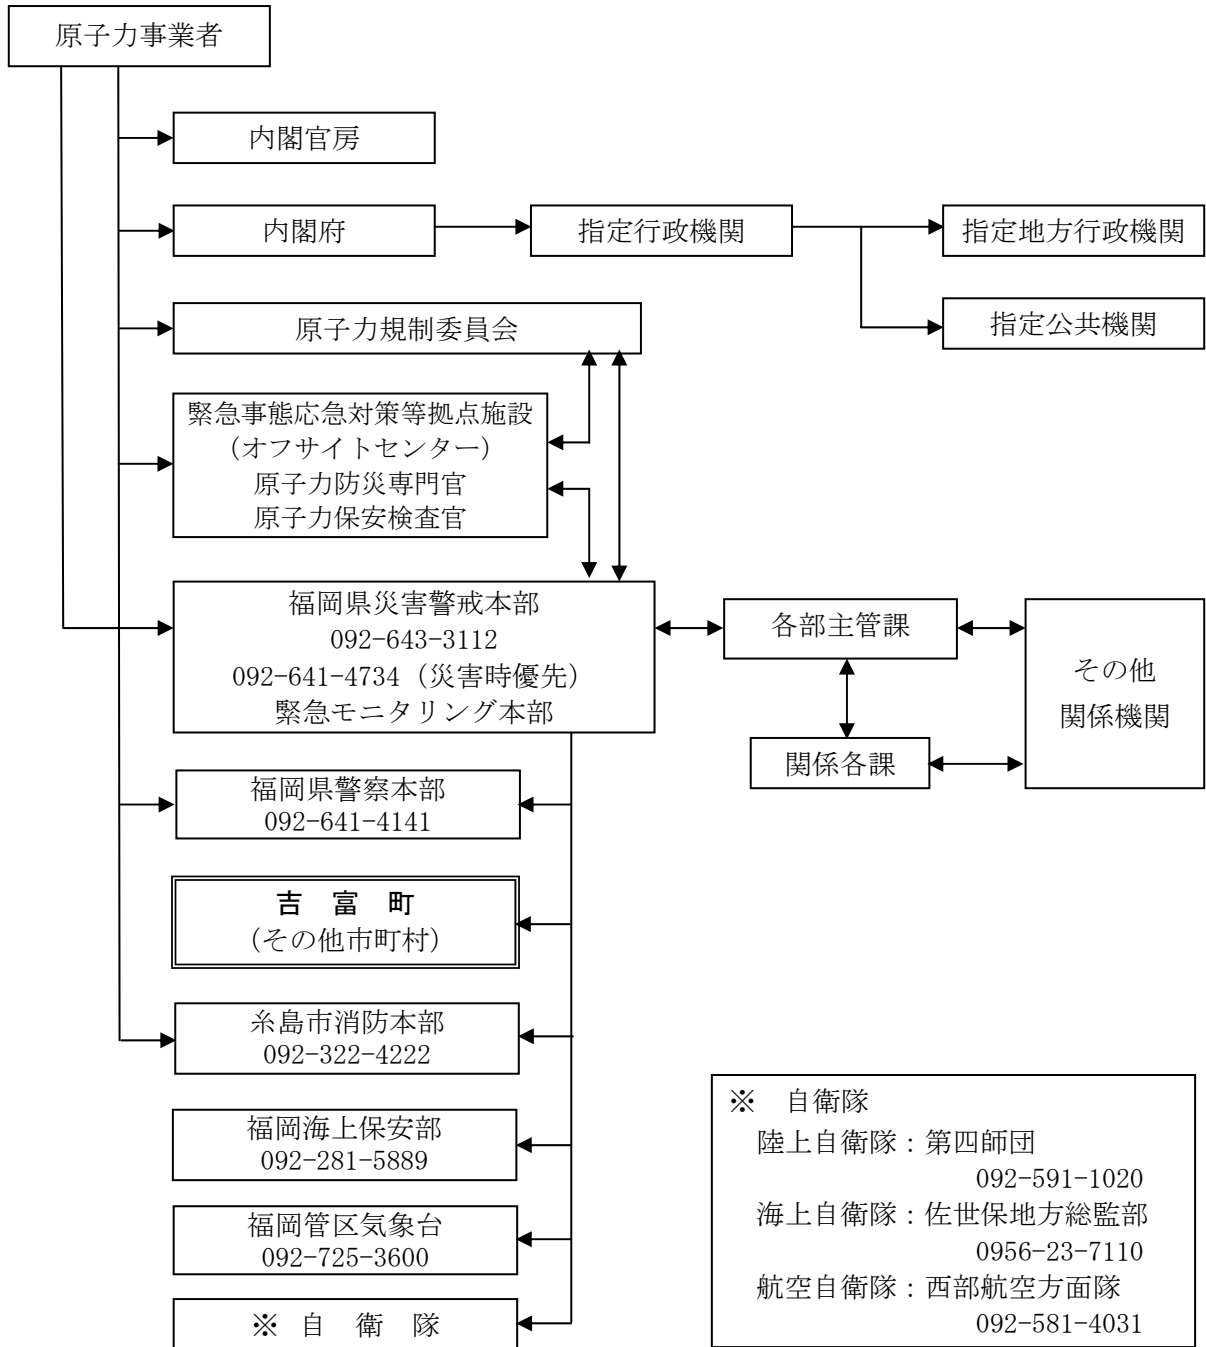 原子力事業者
内閣官房
内閣府
指定行政機関
指定地方行政機関
指定公共機関
原子力規制委員会
緊急事態応急対策等拠点施設
(オフサイトセンター)
原子力防災専門官
原子力保安検査官
福岡県災害警戒本部
092-643-3112
092-641-4734(災害時優先)
緊急モニタリング本部
各部主管課
関係各課
その他
関係機関
福岡県警察本部
092-641-4141
吉 富 町
(その他市町村)
糸島市消防本部
092-322-4222
福岡海上保安部
092-281-5889
福岡管区気象台
092-725-3600
※ 自 衛 隊
※ 自衛隊
陸上自衛隊:第四師団
092-591-1020
海上自衛隊:佐世保地方総監部
0956-23-7110
航空自衛隊:西部航空方面隊
092-581-4031